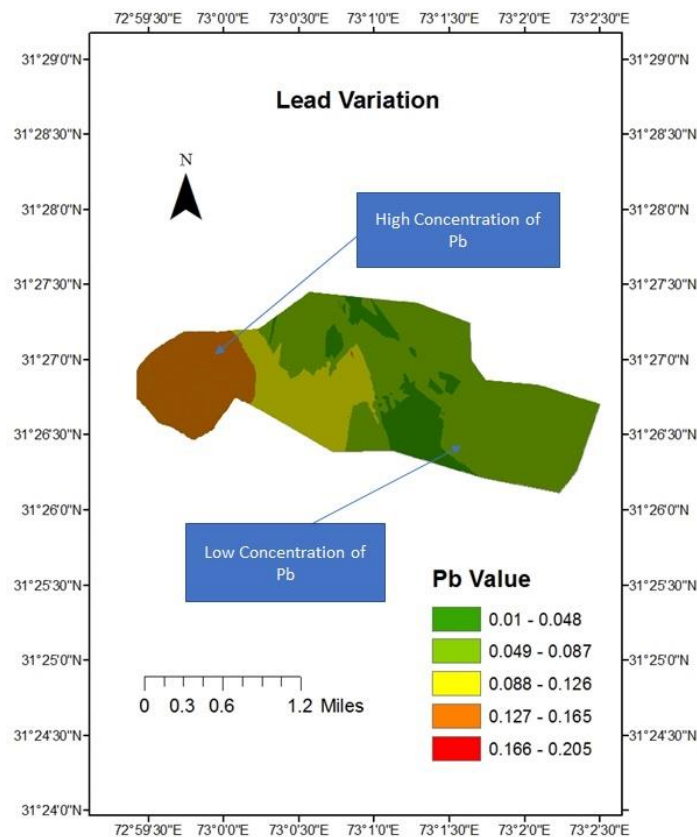 72°59'30"E 73°0'0"E 73°0'30"E 73°1'0"E 73°1'30"E 73°2'0"E 73°2'30"E
Lead Variation
N
High Concentration of
Pb
Low Concentration of
Pb
Pb Value
0.01 - 0.048
0.049 - 0.087
0.088 - 0.126
0.127 - 0.165
0.166 - 0.205
0 0.3 0.6 1.2 Miles
31°29'0"N 31°29'0"N
31°28'30"N 31°28'30"N
31°28'0"N 31°28'0"N
31°27'30"N 31°27'30"N
31°27'0"N 31°27'0"N
31°26'30"N 31°26'30"N
31°26'0"N 31°26'0"N
31°25'30"N 31°25'30"N
31°25'0"N 31°25'0"N
31°24'30"N 31°24'30"N
31°24'0"N 31°24'0"N
72°59'30"E 73°0'0"E 73°0'30"E 73°1'0"E 73°1'30"E 73°2'0"E 73°2'30"E